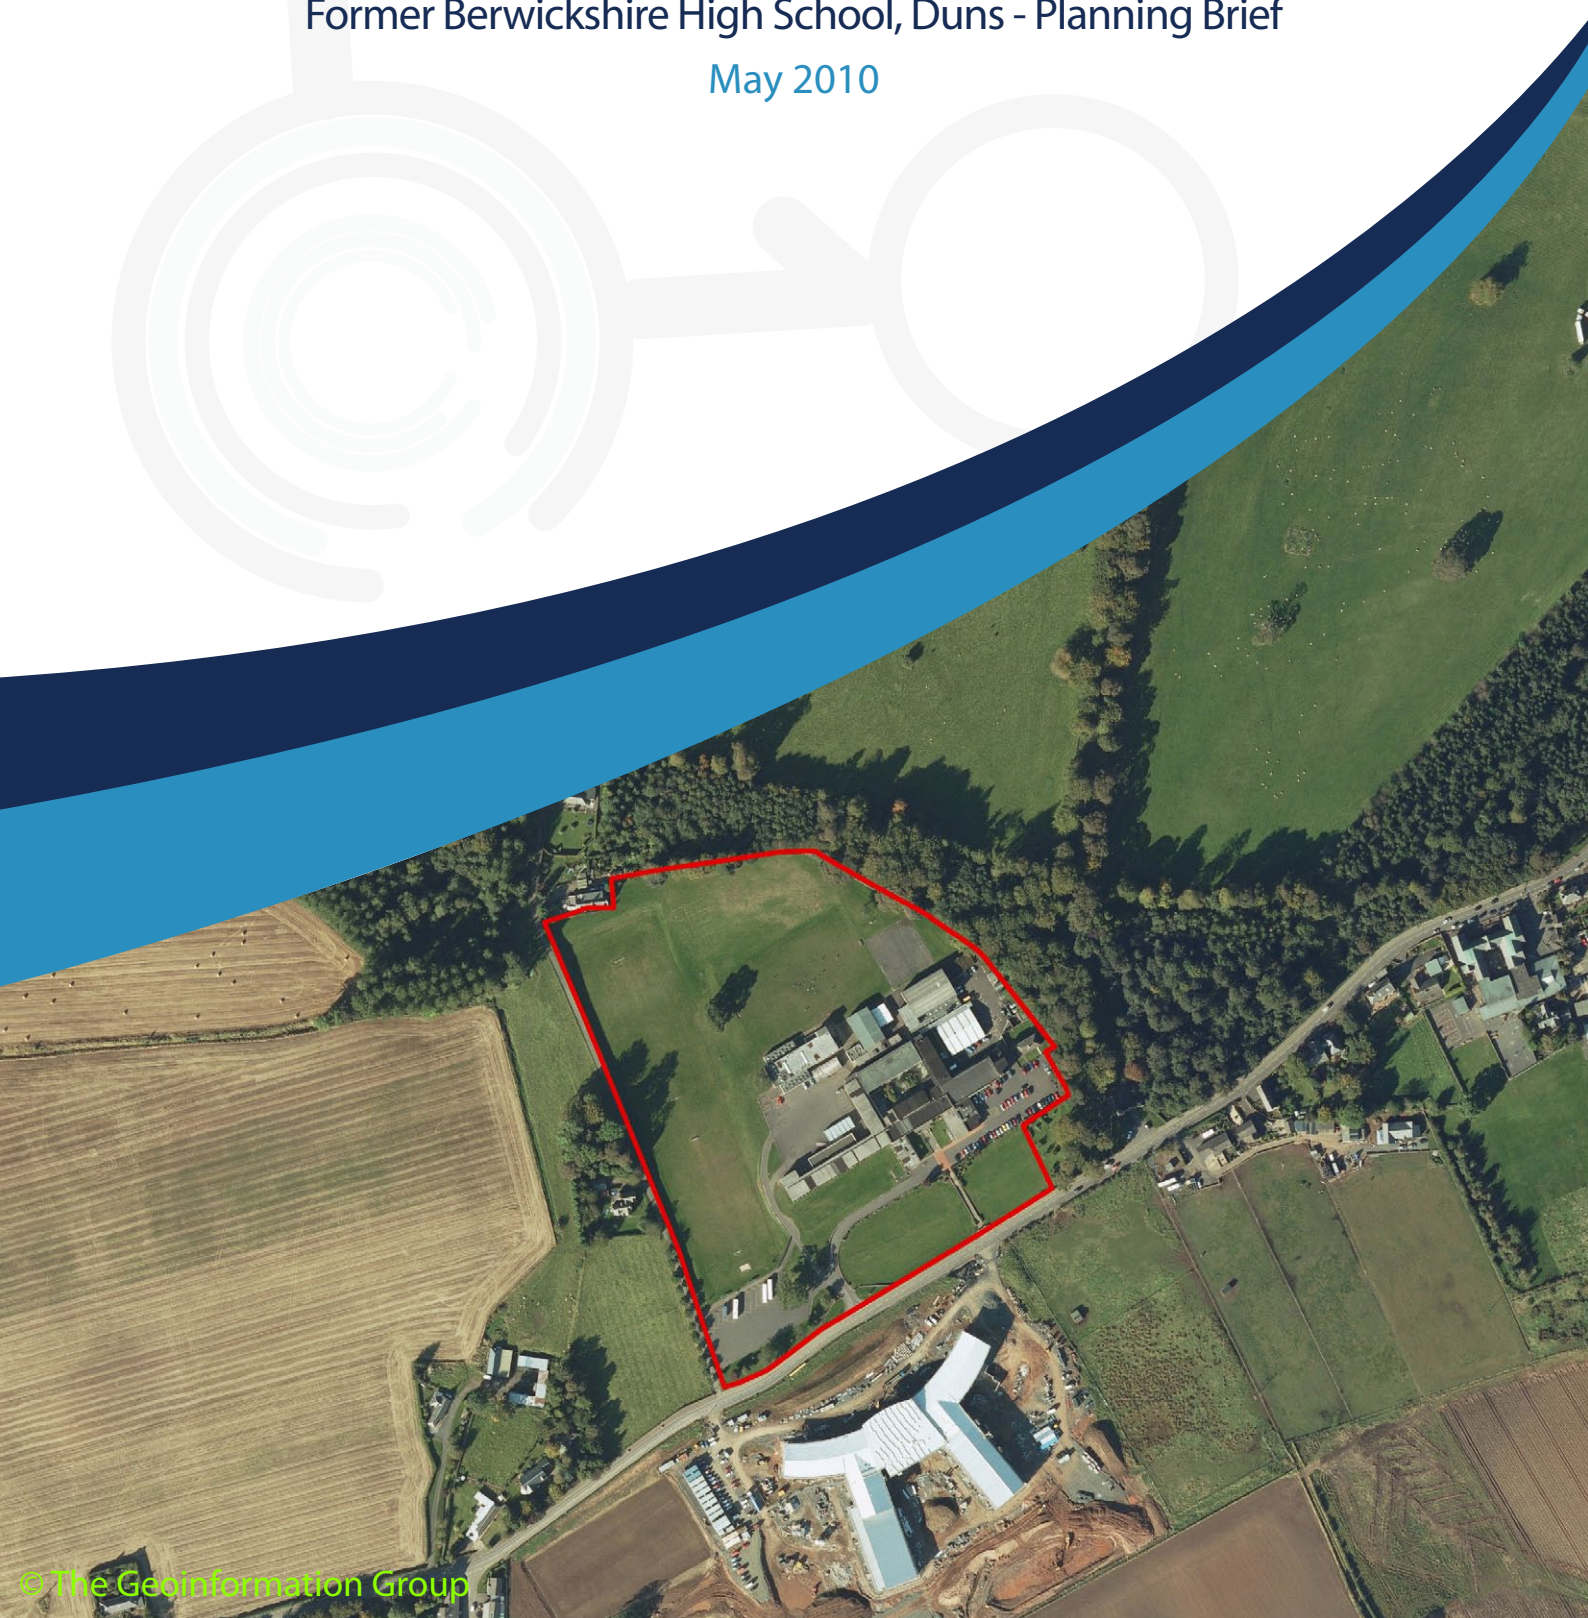 Former Berwickshire High School, Duns - Planning Brief
May 2010
© The Geoinformation Group